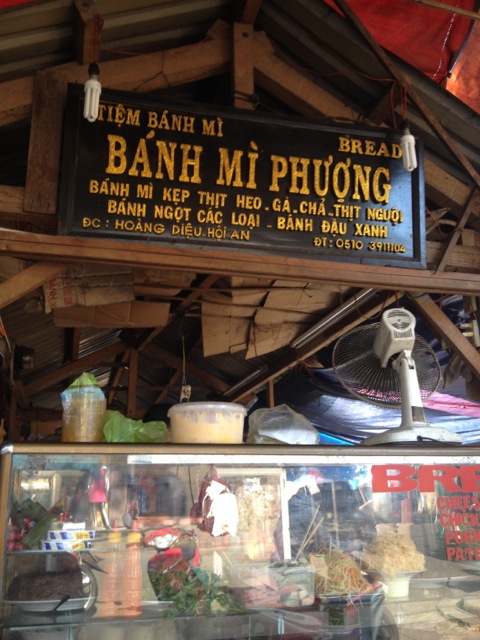 TIỆM BÁNH MÌ
BREAD
BÁNH MÌ PHƯỢNG
BÁNH MÌ KẸP THỊT HEO - GÀ - CHẢ - THỊT NGUỘI
BÁNH NGỌT CÁC LOẠI - BÁNH ĐẬU XANH
ĐC : HOÀNG DIỆU - HỘI AN
ĐT : 0510 3911104